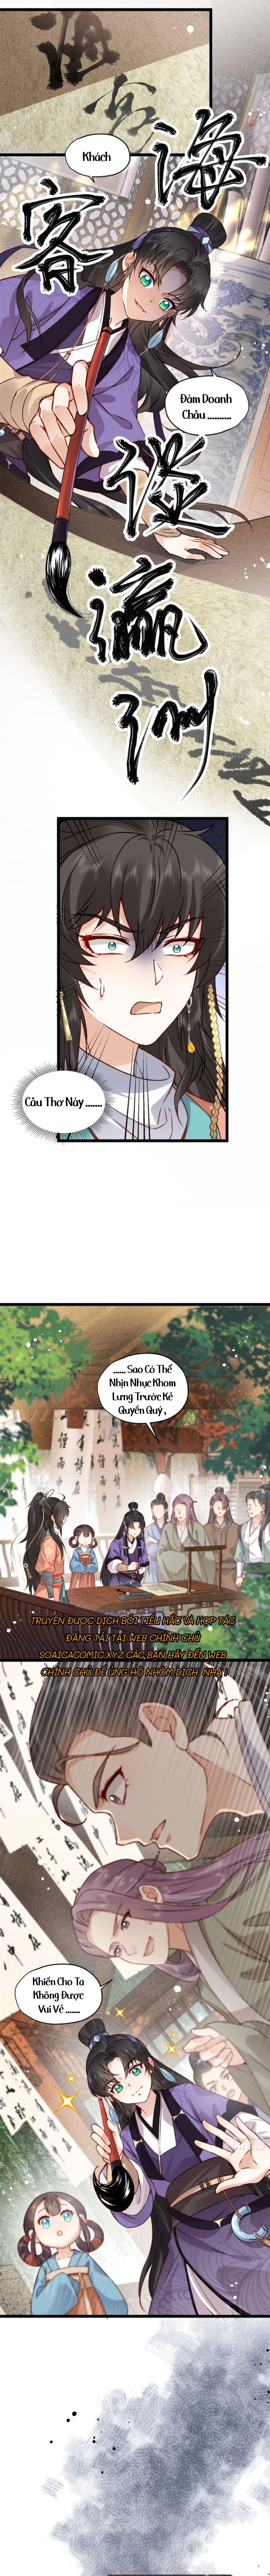 海客
Khách
海
客
Đàm Doanh
Châu ..........
谈
瀛
洲
Câu Thơ Này .......
...... Sao Có Thể
Nhịn Nhục Khom
Lưng Trước Kẻ
Quyền Quý ,
TRUYỆN ĐƯỢC DỊCH BỞI TIỂU HẮC VÀ HỢP TÁC
ĐĂNG TẢI TẠI WEB CHÍNH CHỦ
SOAICACOMIC.XYZ CÁC BẠN HÃY ĐẾN WEB
CHÍNH CHỦ ĐỂ ỦNG HỘ NHÓM DỊCH NHA !
Khiến Cho Ta
Không Được
Vui Vẻ .......